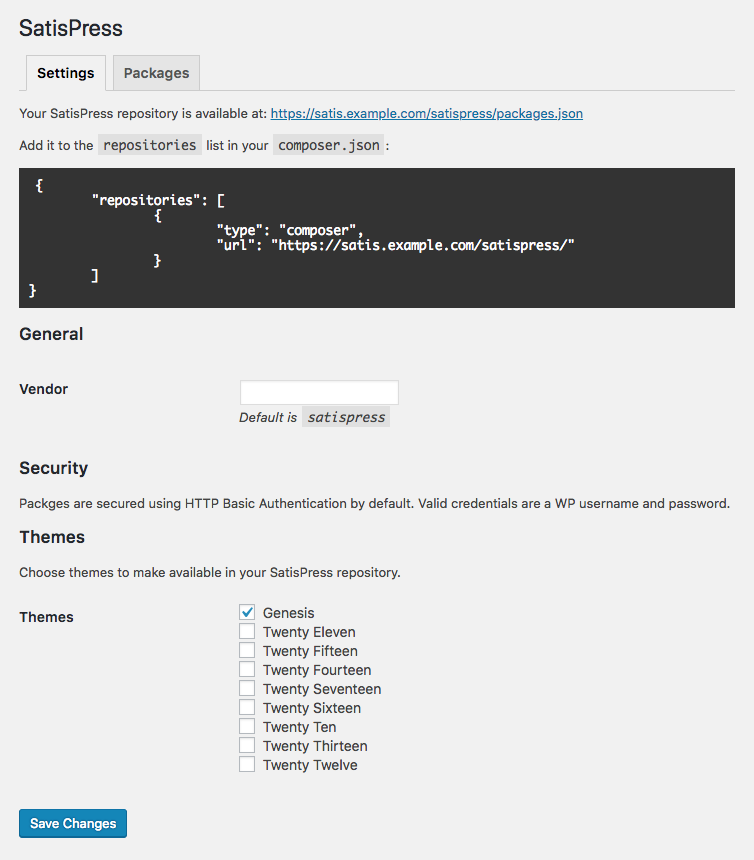 SatisPress
Settings Packages
Your SatisPress repository is available at: https://satis.example.com/satispress/packages.json
Add it to the repositories list in your composer.json :
{
"repositories": [
{
"type": "composer",
"url": "https://satis.example.com/satispress/"
}
]
}
General
Vendor
Default is satispress
Security
Packges are secured using HTTP Basic Authentication by default. Valid credentials are a WP username and password.
Themes
Choose themes to make available in your SatisPress repository.
Themes
Genesis
Twenty Eleven
Twenty Fifteen
Twenty Fourteen
Twenty Seventeen
Twenty Sixteen
Twenty Ten
Twenty Thirteen
Twenty Twelve
Save Changes